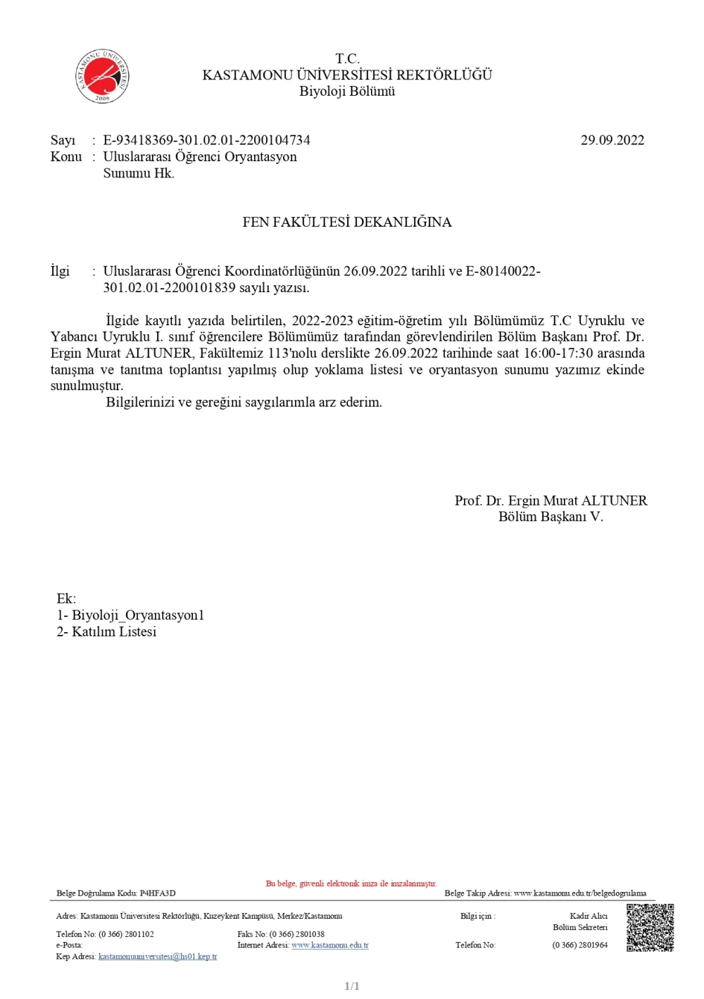 KASTAMONU ÜNİVERSİTESİ
2006
T.C.
KASTAMONU ÜNİVERSİTESİ REKTÖRLÜĞÜ
Biyoloji Bölümü
Sayı : E-93418369-301.02.01-2200104734 29.09.2022
Konu : Uluslararası Öğrenci Oryantasyon
Sunumu Hk.
FEN FAKÜLTESİ DEKANLIĞINA
İlgi : Uluslararası Öğrenci Koordinatörlüğünün 26.09.2022 tarihli ve E-80140022-
301.02.01-2200101839 sayılı yazısı.
İlgide kayıtlı yazıda belirtilen, 2022-2023 eğitim-öğretim yılı Bölümümüz T.C Uyruklu ve
Yabancı Uyruklu I. sınıf öğrencilere Bölümümüz tarafından görevlendirilen Bölüm Başkanı Prof. Dr.
Ergin Murat ALTUNER, Fakültemiz 113'nolu derslikte 26.09.2022 tarihinde saat 16:00-17:30 arasında
tanışma ve tanıtma toplantısı yapılmış olup yoklama listesi ve oryantasyon sunumu yazımız ekinde
sunulmuştur.
Bilgilerinizi ve gereğini saygılarımla arz ederim.
Prof. Dr. Ergin Murat ALTUNER
Bölüm Başkanı V.
Ek:
1- Biyoloji_Oryantasyon1
2- Katılım Listesi
Bu belge, güvenli elektronik imza ile imzalanmıştır.
Belge Doğrulama Kodu: P4HFA3D Belge Takip Adresi: www.kastamonu.edu.tr/belgedogrulama
Adres: Kastamonu Üniversitesi Rektörlüğü, Kuzeykent Kampüsü, Merkez/Kastamonu Bilgi için : Kadir Alıcı
Bölüm Sekreteri
Telefon No: (0 366) 2801102 Faks No: (0 366) 2801038
e-Posta: İnternet Adresi: www.kastamonu.edu.tr Telefon No: (0 366) 2801964
Kep Adresi: kastamonuuniversitesi@hs01.kep.tr
1/1